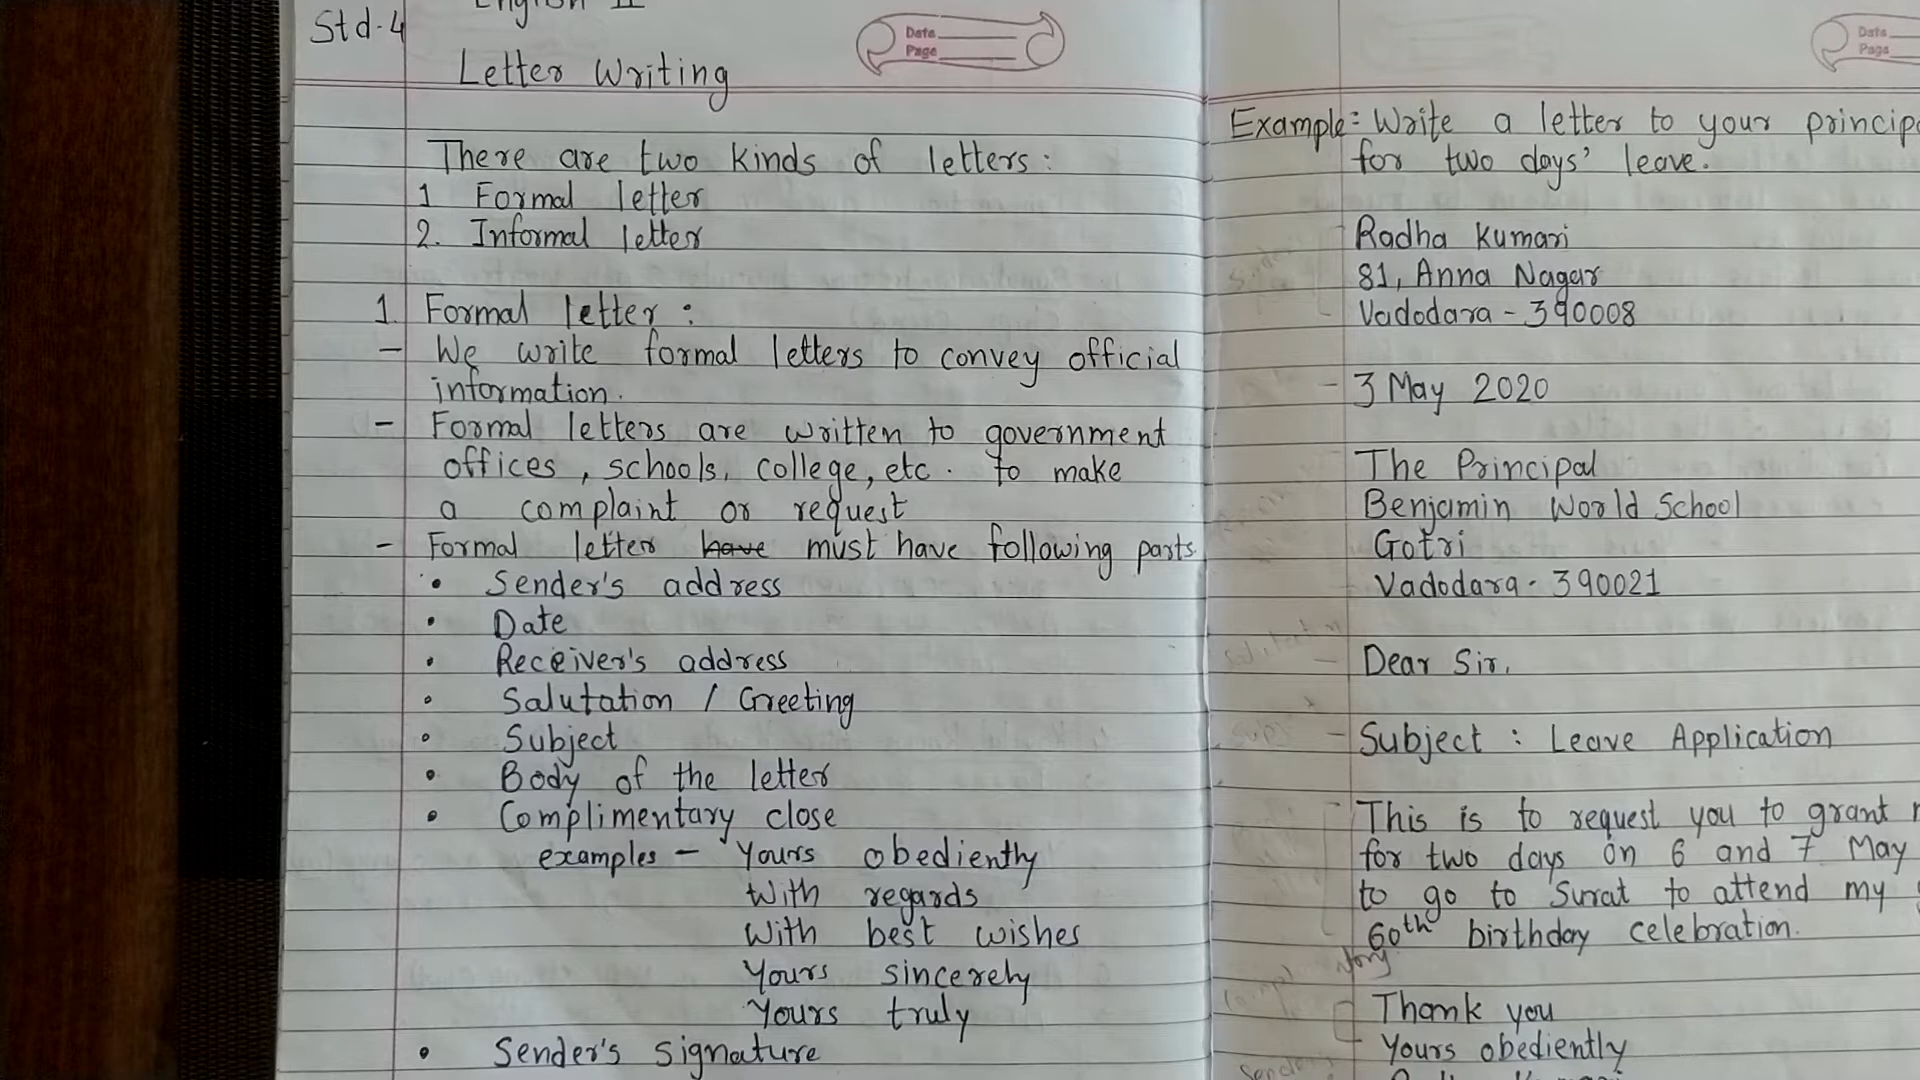 Std-4
English II
Date
Page
Letter Writing
There are two kinds of letters :
1 Formal letter
2. Informal letter
1. Formal letter :
- We write formal letters to convey official
information.
- Formal letters are written to government
offices, schools, college, etc. to make
a complaint or request
- Formal letter have must have following parts
• Sender's address
• Date
• Receiver's address
• Salutation / Greeting
• Subject
• Body of the letter
• Complimentary close
examples - Yours obediently
With regards
With best wishes
Yours sincerely
Yours truly
• Sender's signature
Date
Page
Example: Write a letter to your
for two days' leave.
Radha Kumari
81, Anna Nagar
Vadodara - 390008
- 3 May 2020
The Principal
Benjamin World School
Gotri
Vadodara - 390021
- Dear Sir,
- Subject : Leave Application
This is to request you to grant
for two days on 6 and 7 May
to go to Surat to attend my
60th birthday celebration.
Thank you
Yours obediently